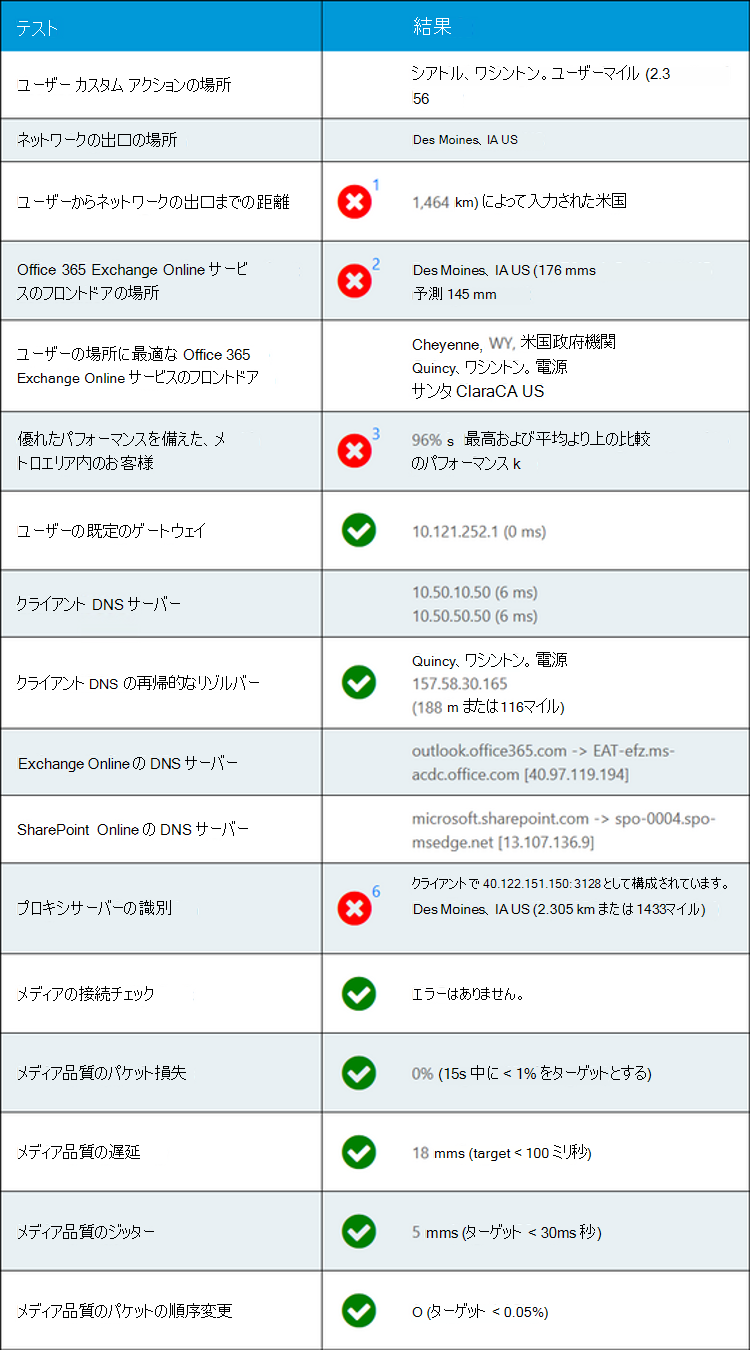 テスト
結果
ユーザー カスタム アクションの場所
シアトル、ワシントン。ユーザーマイル (2.3
56
ネットワークの出口の場所
Des Moines、IA US
ユーザーからネットワークの出口までの距離
1
1,464 km) によって入力された米国
Office 365 Exchange Online サービ
スのフロントドアの場所
2
Des Moines、IA US (176 mms
予測 145 mm
ユーザーの場所に最適な Office 365
Exchange Online サービスのフロントドア
Cheyenne, WY, 米国政府機関
Quincy、ワシントン。電源
サンタ ClaraCA US
優れたパフォーマンスを備えた、メ
トロエリア内のお客様
3
96% s 最高および平均より上の比較
のパフォーマンス k
ユーザーの既定のゲートウェイ
10.121.252.1 (0 ms)
クライアント DNS サーバー
10.50.10.50 (6 ms)
10.50.50.50 (6 ms)
クライアント DNS の再帰的なリゾルバー
Quincy、ワシントン。電源
157.58.30.165
(188 m または116マイル)
Exchange Online の DNS サーバー
outlook.office365.com -> EAT-efz.ms-
acdc.office.com [40.97.119.194]
SharePoint Online の DNS サーバー
microsoft.sharepoint.com -> spo-0004.spo-
msedge.net [13.107.136.9]
プロキシサーバーの識別
6
クライアントで 40.122.151.150: 3128 として構成されています。
Des Moines、IA US (2.305 km または 1433マイル)
メディアの接続チェック
エラーはありません。
メディア品質のパケット損失
0% (15s 中に < 1% をターゲットとする)
メディア品質の遅延
18 mms (target < 100 ミリ秒)
メディア品質のジッター
5 mms (ターゲット < 30ms 秒)
メディア品質のパケットの順序変更
O (ターゲット < 0.05%)